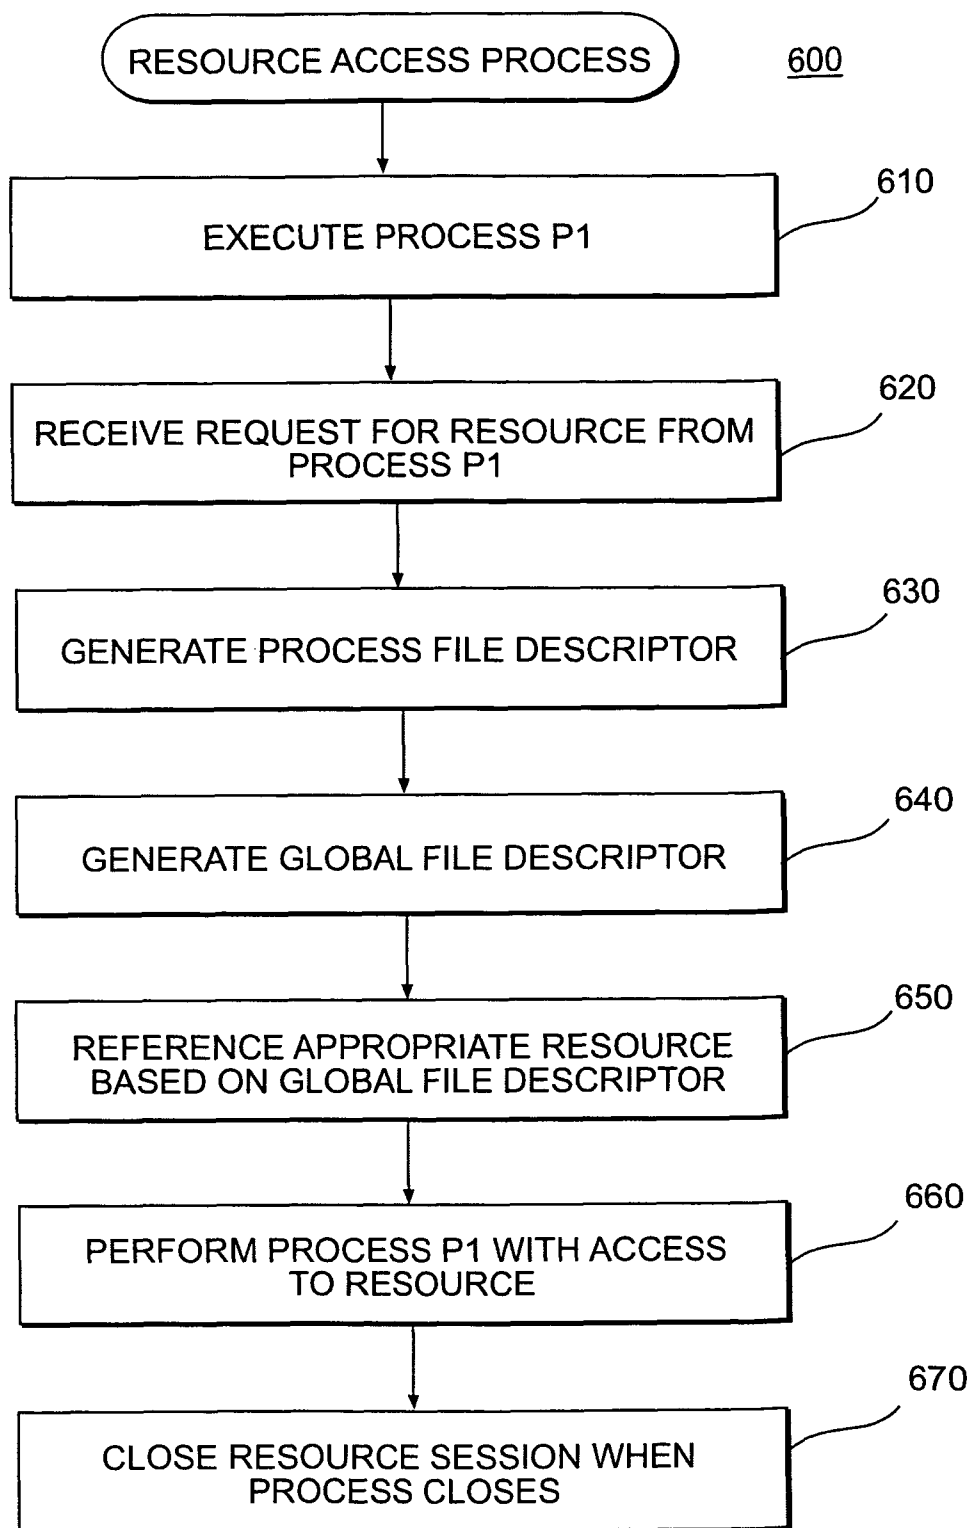 RESOURCE ACCESS PROCESS
600
610
EXECUTE PROCESS P1
620
RECEIVE REQUEST FOR RESOURCE FROM
PROCESS P1
630
GENERATE PROCESS FILE DESCRIPTOR
640
GENERATE GLOBAL FILE DESCRIPTOR
650
REFERENCE APPROPRIATE RESOURCE
BASED ON GLOBAL FILE DESCRIPTOR
660
PERFORM PROCESS P1 WITH ACCESS
TO RESOURCE
670
CLOSE RESOURCE SESSION WHEN
PROCESS CLOSES